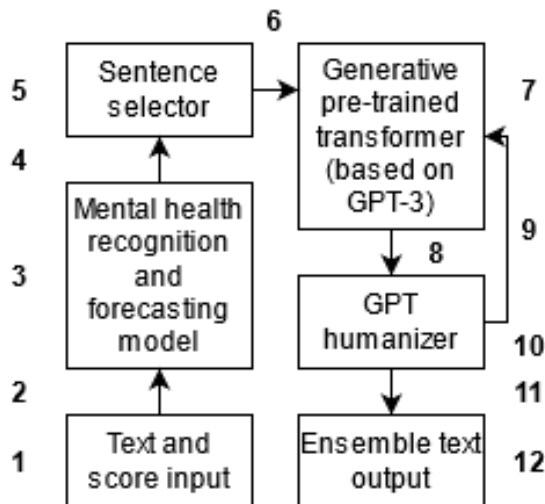 6
5
Sentence
selector
Generative
pre-trained
transformer
(based on
GPT-3)
7
4
3
Mental health
recognition
and
forecasting
model
8
9
GPT
humanizer
10
2
11
1
Text and
score input
Ensemble text
output
12